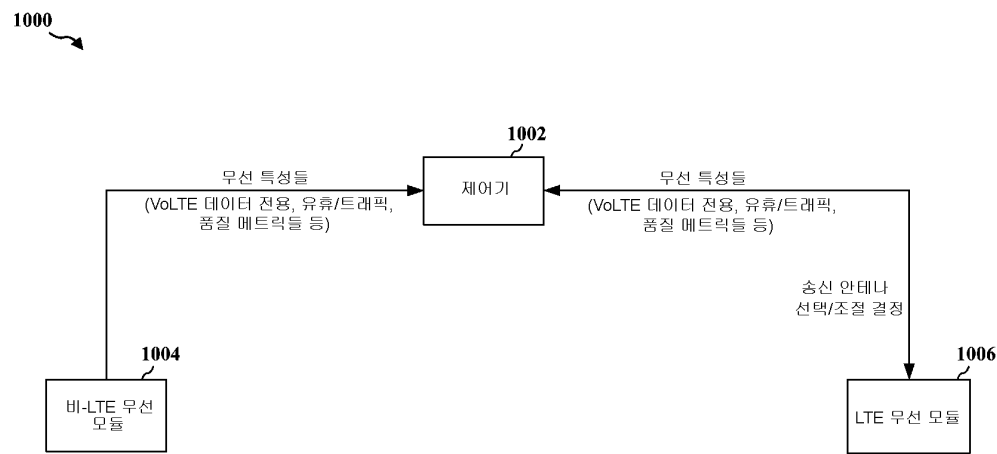 1000
1002
제어기
무선 특성들
(VoLTE 데이터 전용, 유휴/트래픽,
품질 메트릭들 등)
무선 특성들
(VoLTE 데이터 전용, 유휴/트래픽,
품질 메트릭들 등)
송신 안테나
선택/조절 결정
1004
비-LTE 무선
모듈
1006
LTE 무선 모듈